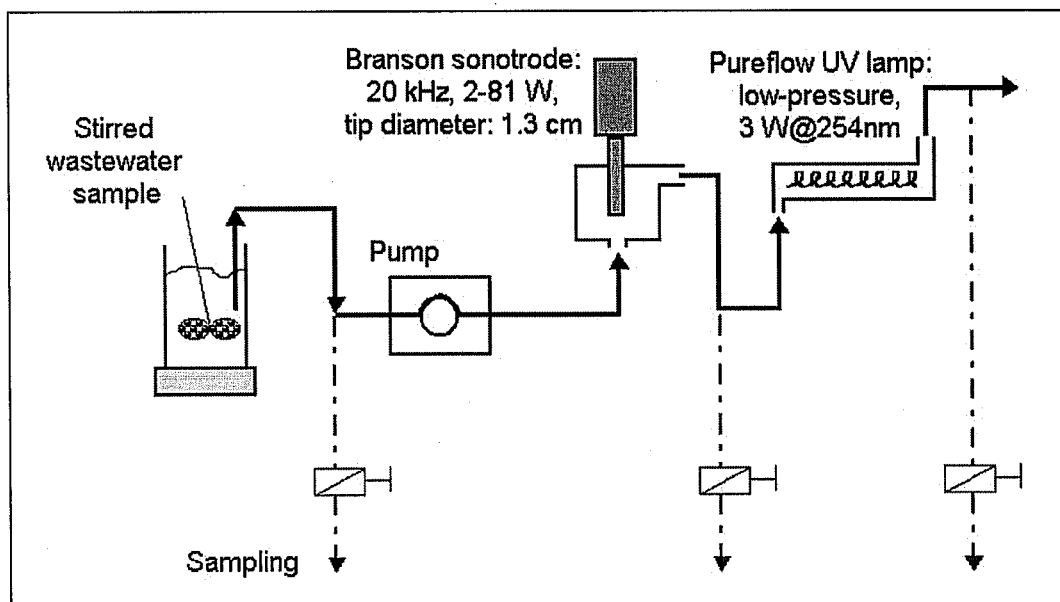 Branson sonotrode:
20 kHz, 2-81 W,
tip diameter: 1.3 cm
Pureflow UV lamp:
low-pressure,
3 W@254nm
Stirred
wastewater
sample
Pump
Sampling